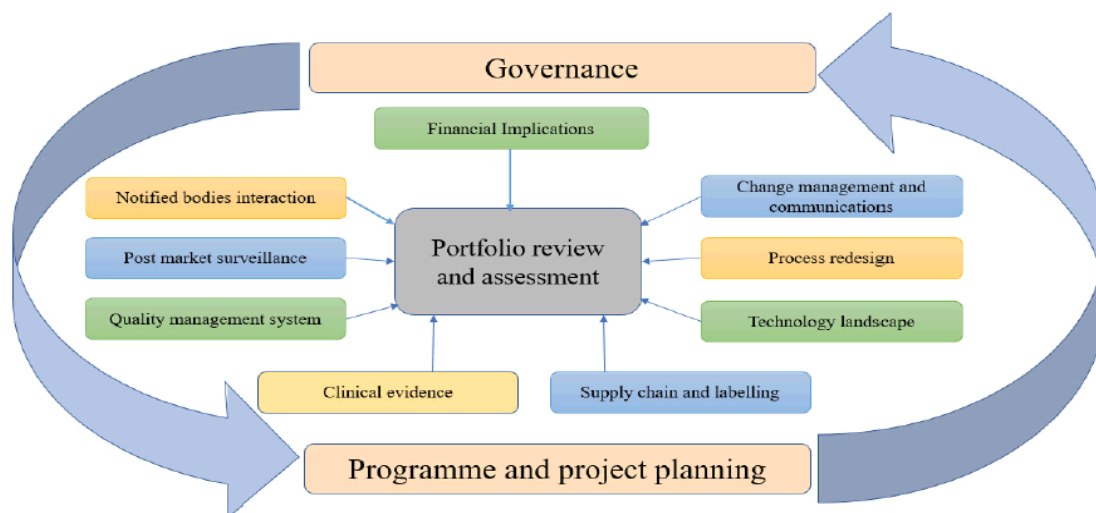 Governance
Financial Implications
Notified bodies interaction
Change management and
communications
Portfolio review
and assessment
Post market surveillance
Process redesign
Quality management system
Technology landscape
Clinical evidence
Supply chain and labelling
Programme and project planning